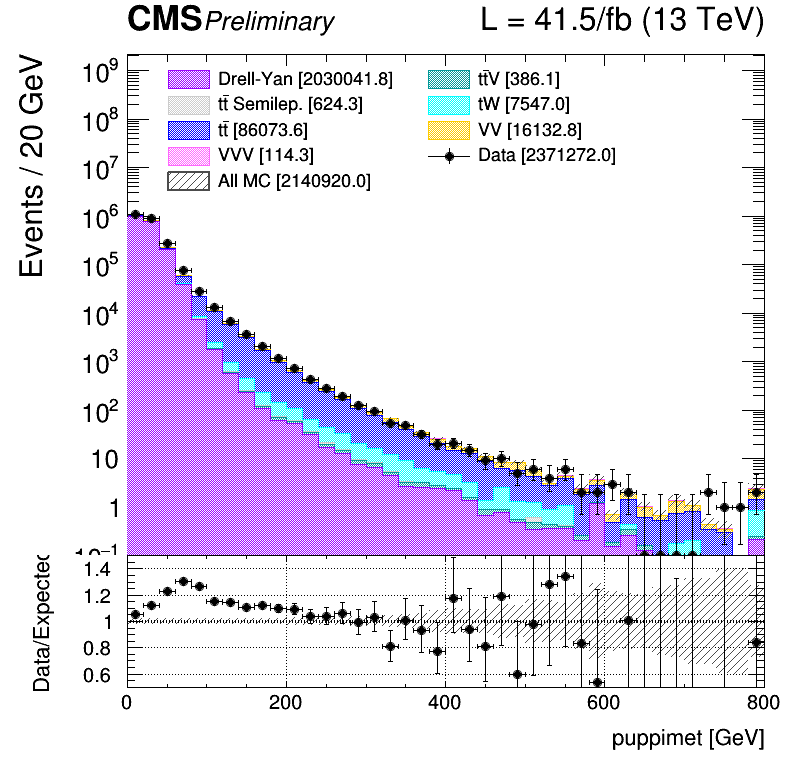 CMS Preliminary L = 41.5/fb (13 TeV)
Events / 20 GeV
Drell-Yan [2030041.8]
tt̄ Semilep. [624.3]
tt̄ [86073.6]
VVV [114.3]
All MC [2140920.0]
tt̄V [386.1]
tW [7547.0]
VV [16132.8]
Data [2371272.0]
10⁹
10⁸
10⁷
10⁶
10⁵
10⁴
10³
10²
10
1
10⁻¹
Data/Expected
1.4
1.2
1
0.8
0.6
0 200 400 600 800
puppimet [GeV]